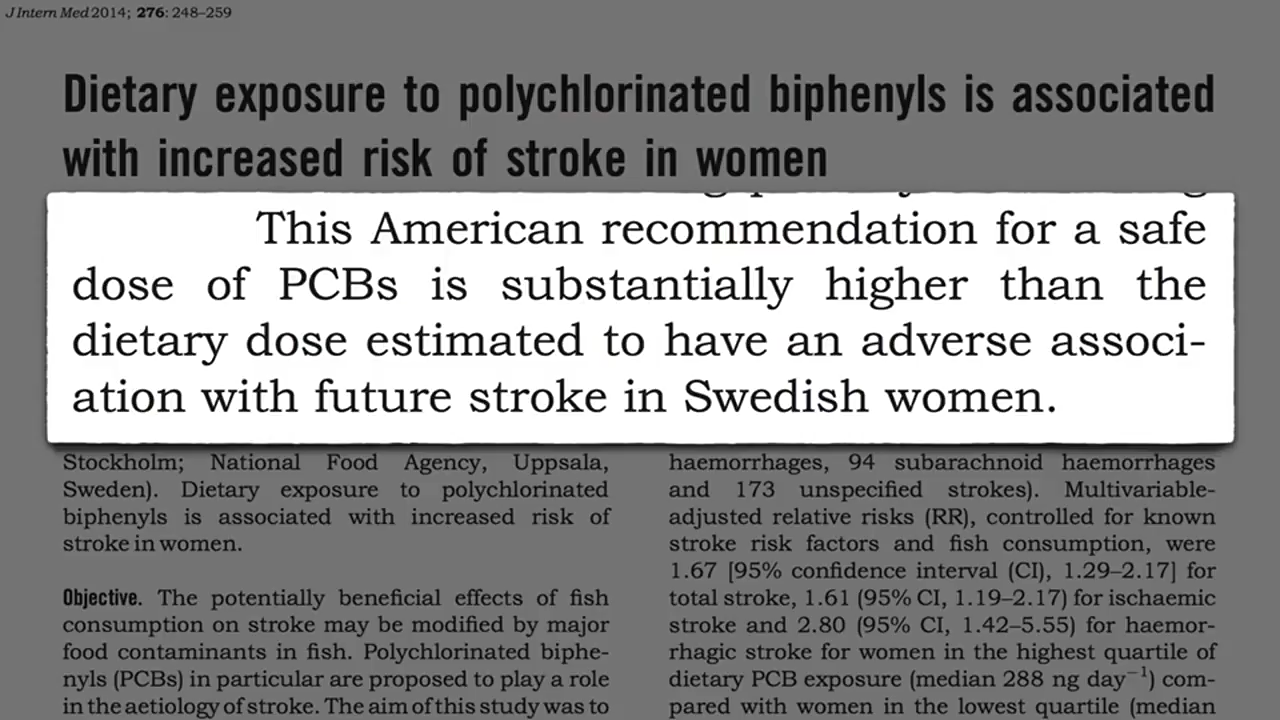 J Intern Med 2014; 276: 248–259
Dietary exposure to polychlorinated biphenyls is associated
with increased risk of stroke in women
This American recommendation for a safe
dose of PCBs is substantially higher than the
dietary dose estimated to have an adverse associ-
ation with future stroke in Swedish women.
Stockholm; National Food Agency, Uppsala,
Sweden). Dietary exposure to polychlorinated
biphenyls is associated with increased risk of
stroke in women.
Objective. The potentially beneficial effects of fish
consumption on stroke may be modified by major
food contaminants in fish. Polychlorinated biphe-
nyls (PCBs) in particular are proposed to play a role
in the aetiology of stroke. The aim of this study was to
haemorrhages, 94 subarachnoid haemorrhages
and 173 unspecified strokes). Multivariable-
adjusted relative risks (RR), controlled for known
stroke risk factors and fish consumption, were
1.67 [95% confidence interval (CI), 1.29–2.17] for
total stroke, 1.61 (95% CI, 1.19–2.17) for ischaemic
stroke and 2.80 (95% CI, 1.42–5.55) for haemor-
rhagic stroke for women in the highest quartile of
dietary PCB exposure (median 288 ng day⁻¹) com-
pared with women in the lowest quartile (median